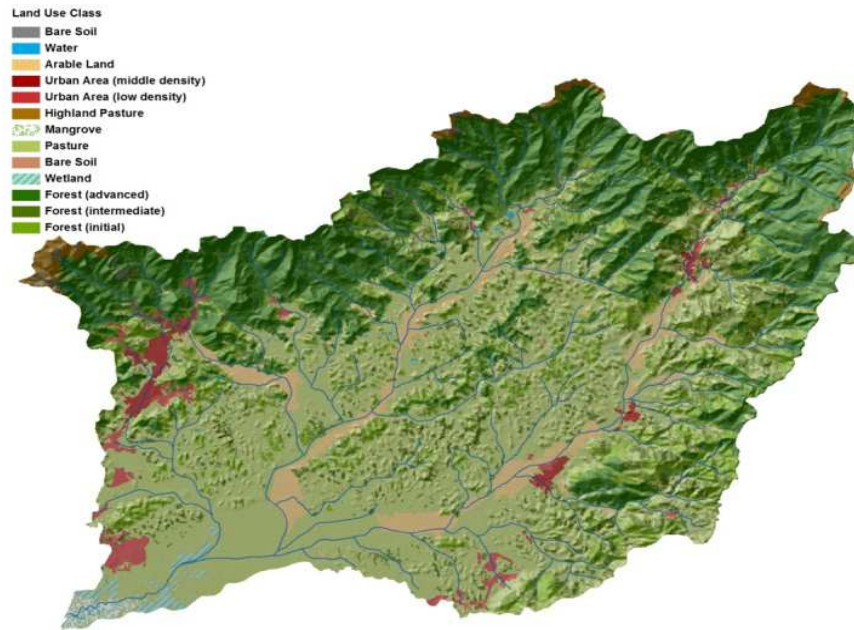 Land Use Class
Bare Soil
Water
Arable Land
Urban Area (middle density)
Urban Area (low density)
Highland Pasture
Mangrove
Pasture
Bare Soil
Wetland
Forest (advanced)
Forest (intermediate)
Forest (initial)